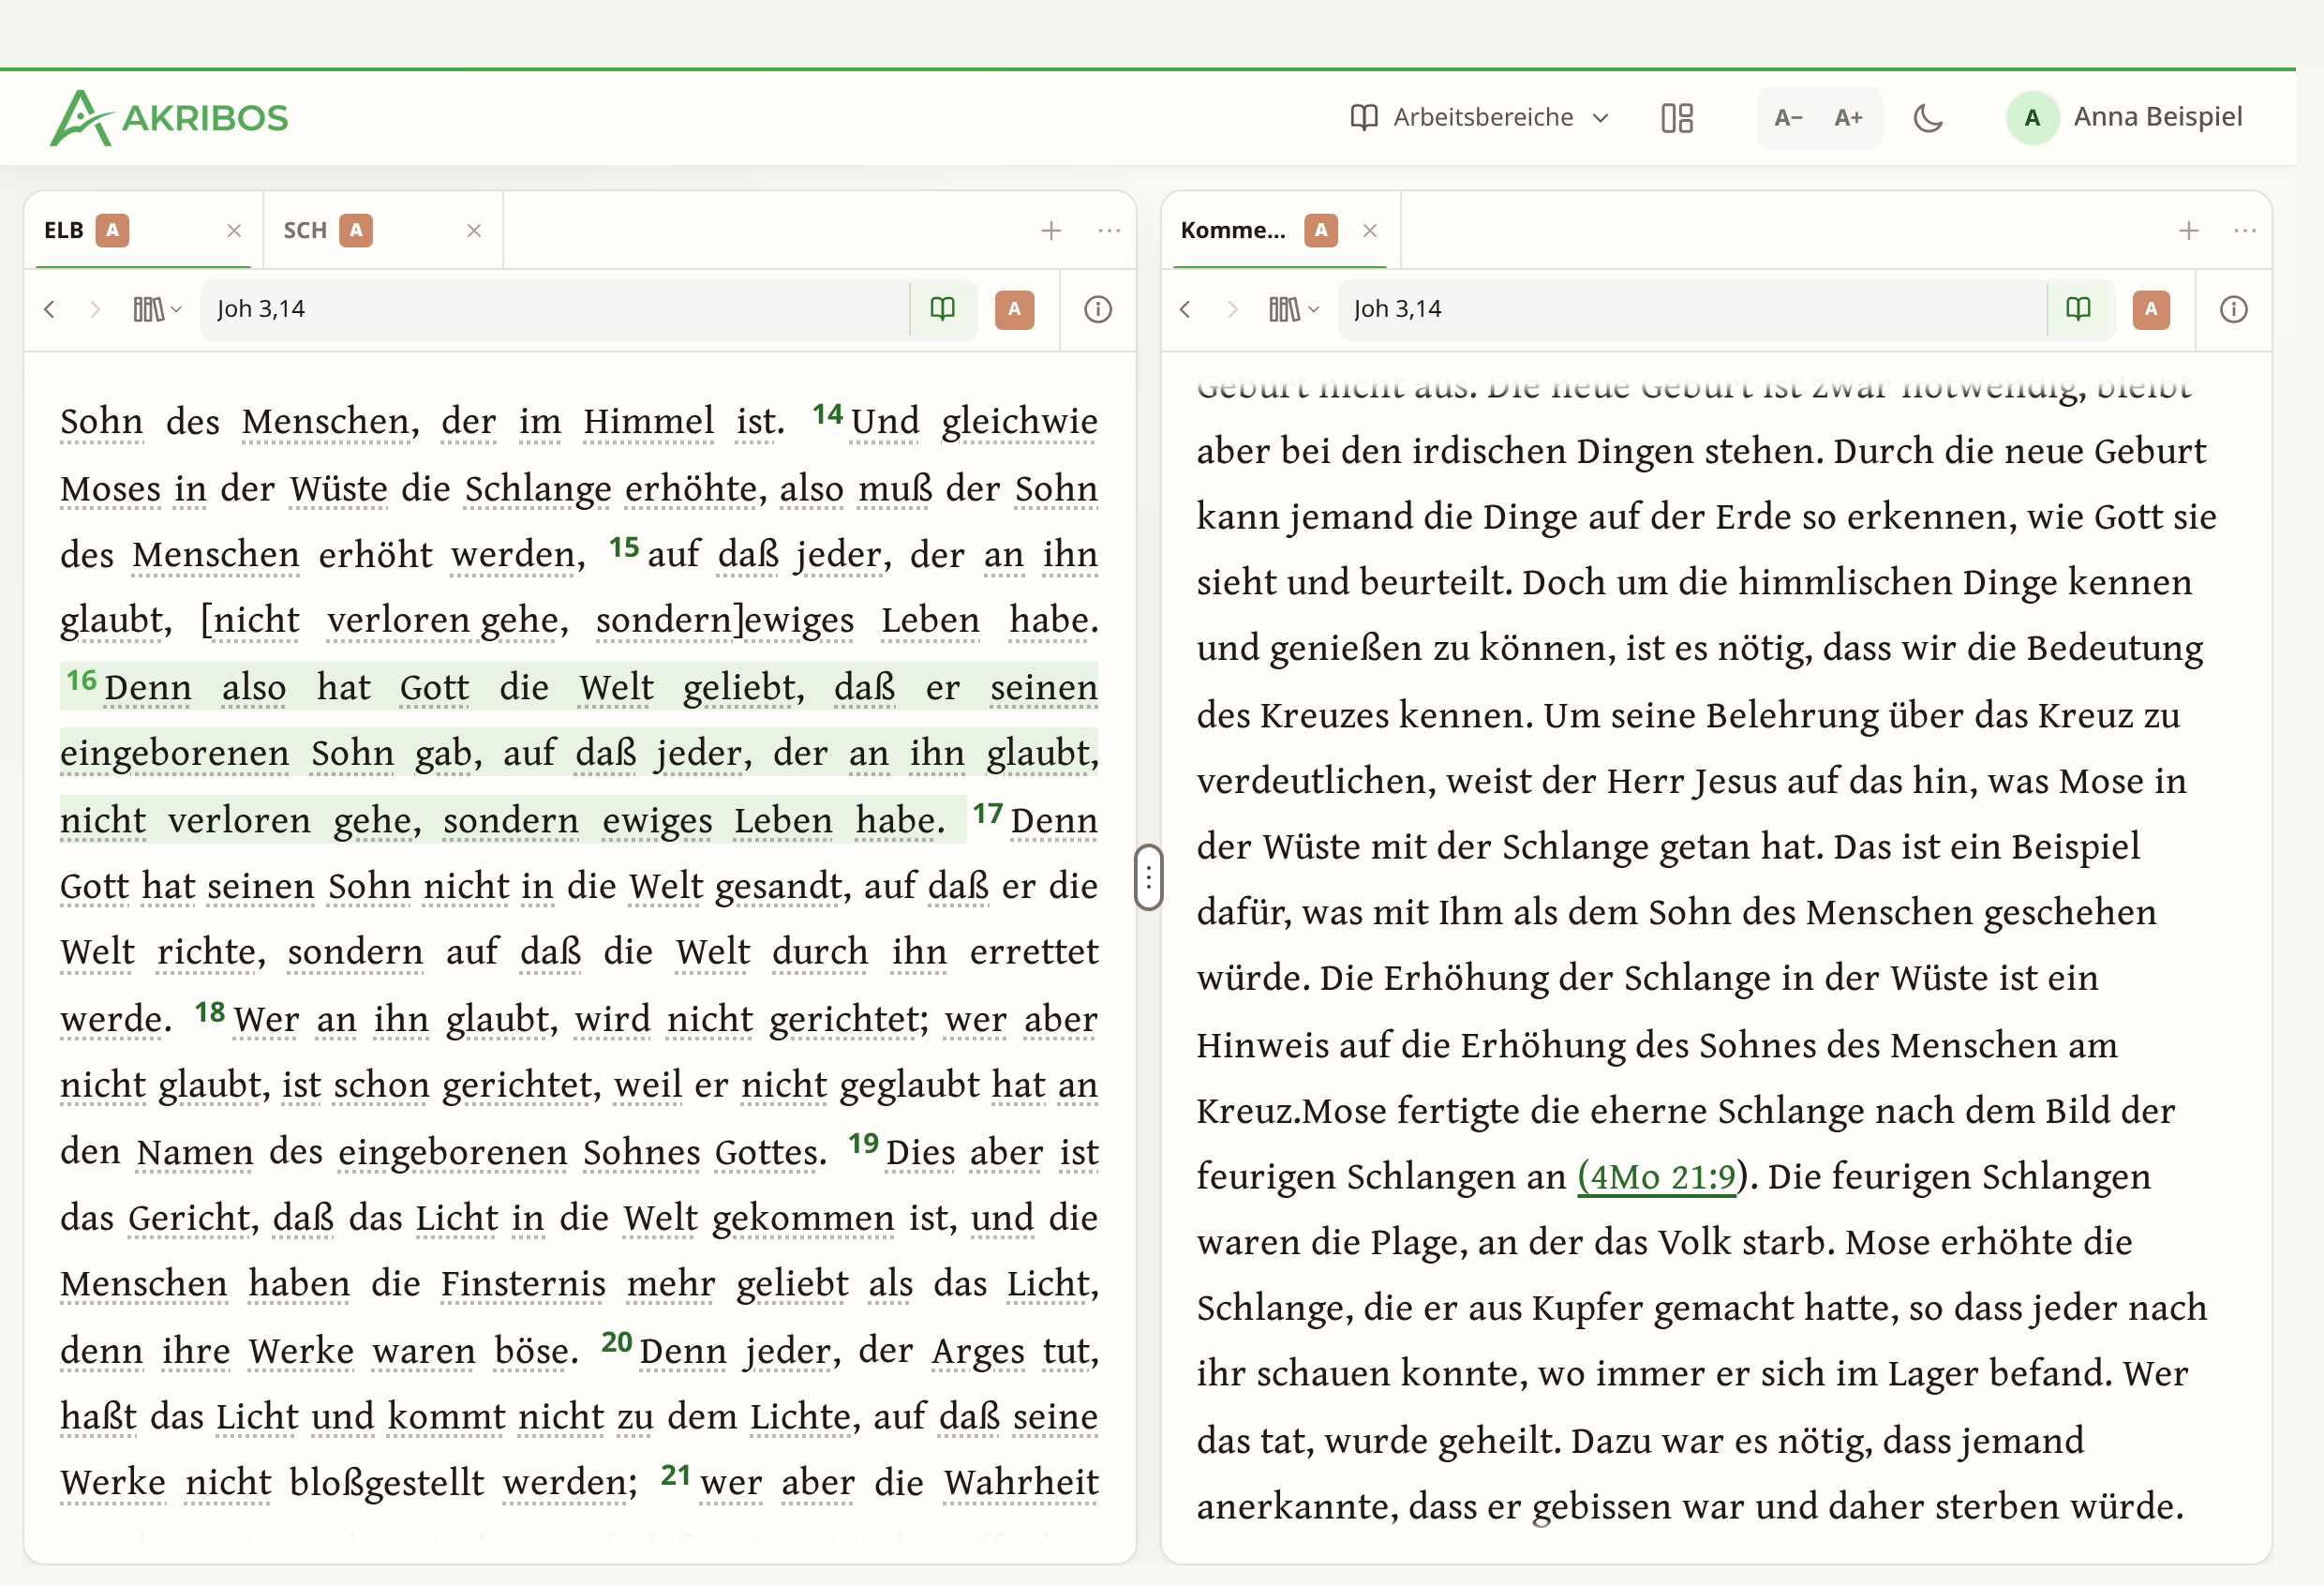 AKRIBOS
Arbeitsbereiche
A−
A+
A
Anna Beispiel
ELB A
SCH A
Joh 3,14
A
Sohn des Menschen, der im Himmel ist. 14 Und gleichwie
Moses in der Wüste die Schlange erhöhte, also muß der Sohn
des Menschen erhöht werden, 15 auf daß jeder, der an ihn
glaubt, [nicht verloren gehe, sondern]ewiges Leben habe.
16 Denn also hat Gott die Welt geliebt, daß er seinen
eingeborenen Sohn gab, auf daß jeder, der an ihn glaubt,
nicht verloren gehe, sondern ewiges Leben habe. 17 Denn
Gott hat seinen Sohn nicht in die Welt gesandt, auf daß er die
Welt richte, sondern auf daß die Welt durch ihn errettet
werde. 18 Wer an ihn glaubt, wird nicht gerichtet; wer aber
nicht glaubt, ist schon gerichtet, weil er nicht geglaubt hat an
den Namen des eingeborenen Sohnes Gottes. 19 Dies aber ist
das Gericht, daß das Licht in die Welt gekommen ist, und die
Menschen haben die Finsternis mehr geliebt als das Licht,
denn ihre Werke waren böse. 20 Denn jeder, der Arges tut,
haßt das Licht und kommt nicht zu dem Lichte, auf daß seine
Werke nicht bloßgestellt werden; 21 wer aber die Wahrheit
Komme... A
Joh 3,14
A
Geburt nicht aus. Die neue Geburt ist zwar notwendig, bleibt
aber bei den irdischen Dingen stehen. Durch die neue Geburt
kann jemand die Dinge auf der Erde so erkennen, wie Gott sie
sieht und beurteilt. Doch um die himmlischen Dinge kennen
und genießen zu können, ist es nötig, dass wir die Bedeutung
des Kreuzes kennen. Um seine Belehrung über das Kreuz zu
verdeutlichen, weist der Herr Jesus auf das hin, was Mose in
der Wüste mit der Schlange getan hat. Das ist ein Beispiel
dafür, was mit Ihm als dem Sohn des Menschen geschehen
würde. Die Erhöhung der Schlange in der Wüste ist ein
Hinweis auf die Erhöhung des Sohnes des Menschen am
Kreuz.Mose fertigte die eherne Schlange nach dem Bild der
feurigen Schlangen an (4Mo 21:9). Die feurigen Schlangen
waren die Plage, an der das Volk starb. Mose erhöhte die
Schlange, die er aus Kupfer gemacht hatte, so dass jeder nach
ihr schauen konnte, wo immer er sich im Lager befand. Wer
das tat, wurde geheilt. Dazu war es nötig, dass jemand
anerkannte, dass er gebissen war und daher sterben würde.